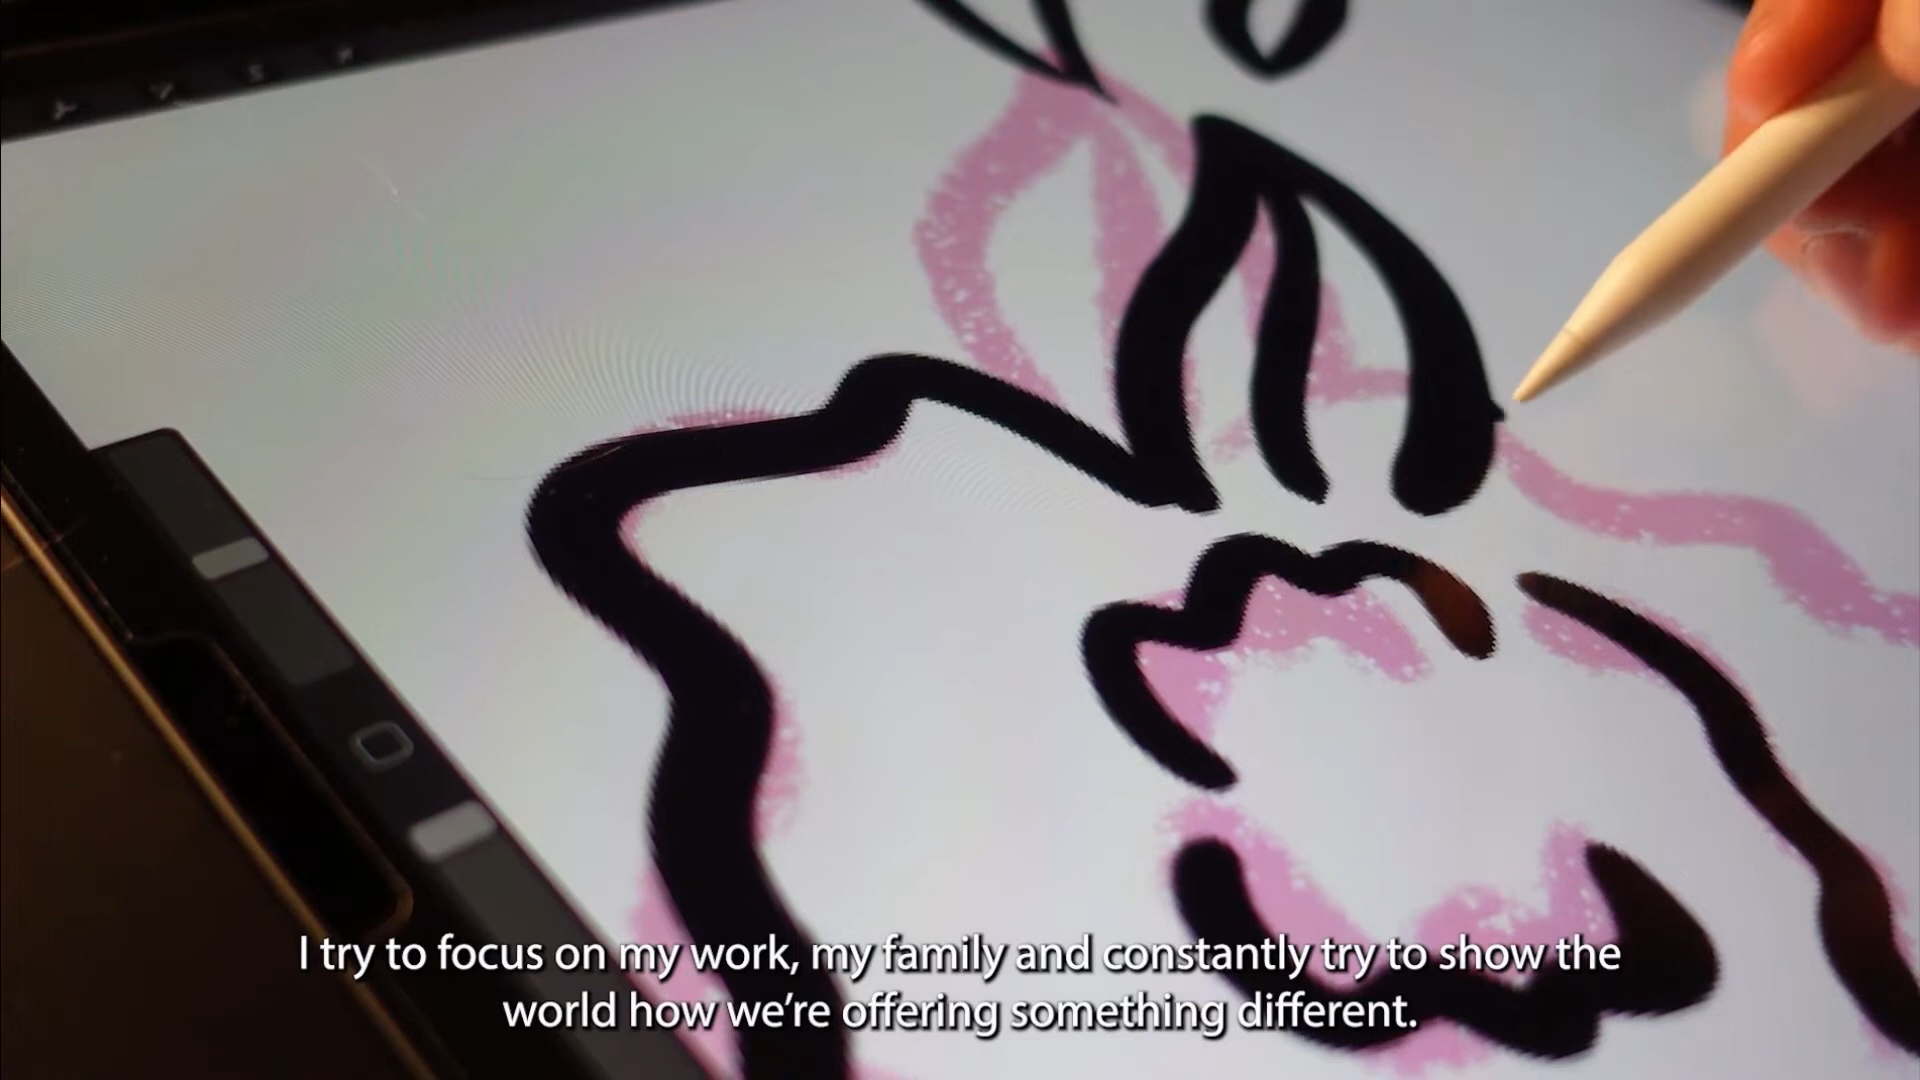 I try to focus on my work, my family and constantly try to show the
world how we're offering something different.